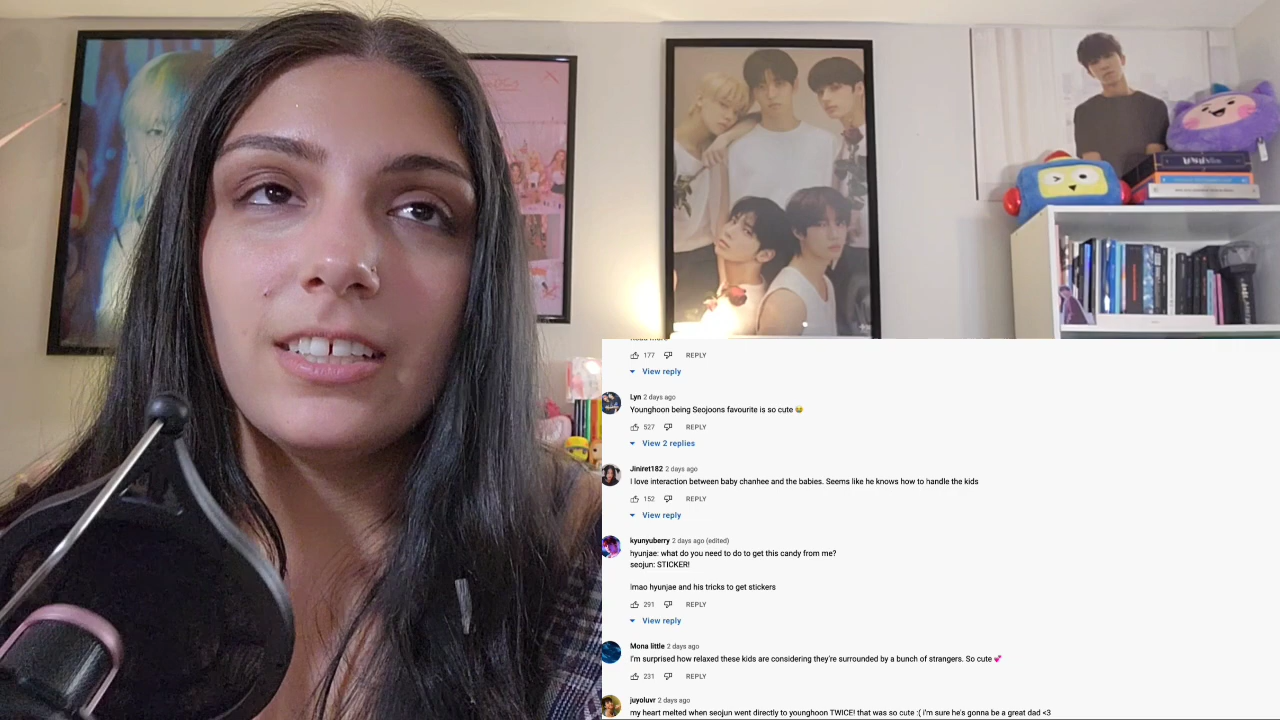 177 REPLY
View reply
Lyn 2 days ago
Younghoon being Seojoons favourite is so cute 😂
527 REPLY
View 2 replies
Jiniret182 2 days ago
I love interaction between baby chanhee and the babies. Seems like he knows how to handle the kids
152 REPLY
View reply
kyunyuberry 2 days ago (edited)
hyunjae: what do you need to do to get this candy from me?
seojun: STICKER!
lmao hyunjae and his tricks to get stickers
291 REPLY
View reply
Mona little 2 days ago
I'm surprised how relaxed these kids are considering they're surrounded by a bunch of strangers. So cute 💕
231 REPLY
juyoluvr 2 days ago
my heart melted when seojun went directly to younghoon TWICE! that was so cute :( i'm sure he's gonna be a great dad <3